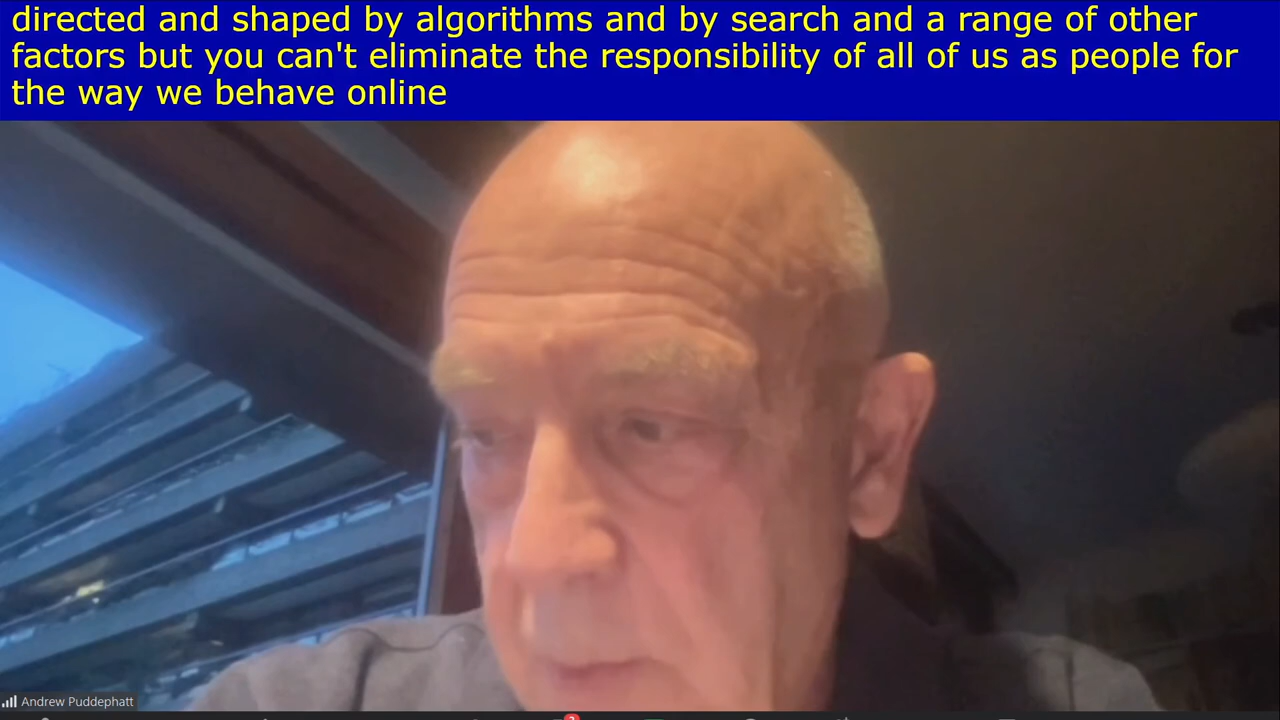 directed and shaped by algorithms and by search and a range of other
factors but you can't eliminate the responsibility of all of us as people for
the way we behave online
Andrew Puddephatt